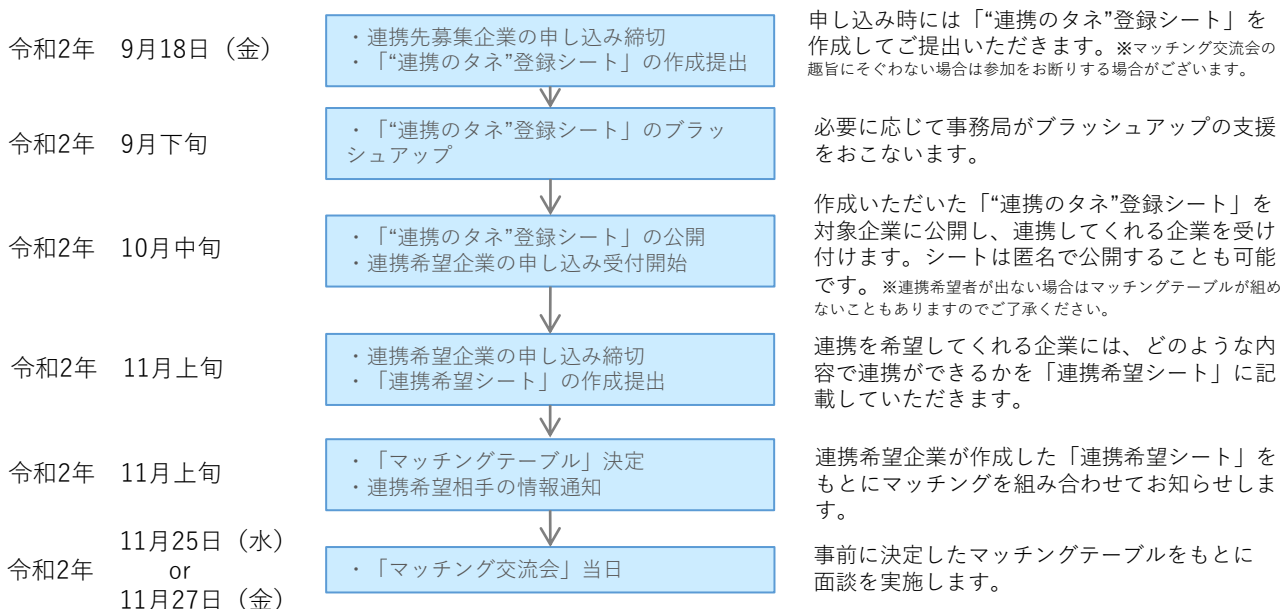 令和2年 9月18日（金）
・連携先募集企業の申し込み締切
・「“連携のタネ”登録シート」の作成提出
申し込み時には「“連携のタネ”登録シート」を
作成してご提出いただきます。※マッチング交流会の
趣旨にそぐわない場合は参加をお断りする場合がございます。
令和2年 9月下旬
・「“連携のタネ”登録シート」のブラッ
シュアップ
必要に応じて事務局がブラッシュアップの支援
をおこないます。
令和2年 10月中旬
・「“連携のタネ”登録シート」の公開
・連携希望企業の申し込み受付開始
作成いただいた「“連携のタネ”登録シート」を
対象企業に公開し、連携してくれる企業を受け
付けます。シートは匿名で公開することも可能
です。※連携希望者が出ない場合はマッチングテーブルが組め
ないこともありますのでご了承ください。
令和2年 11月上旬
・連携希望企業の申し込み締切
・「連携希望シート」の作成提出
連携を希望してくれる企業には、どのような内
容で連携ができるかを「連携希望シート」に記
載していただきます。
令和2年 11月上旬
・「マッチングテーブル」決定
・連携希望相手の情報通知
連携希望企業が作成した「連携希望シート」を
もとにマッチングを組み合わせてお知らせしま
す。
令和2年
11月25日（水）
or
11月27日（金）
・「マッチング交流会」当日
事前に決定したマッチングテーブルをもとに
面談を実施します。